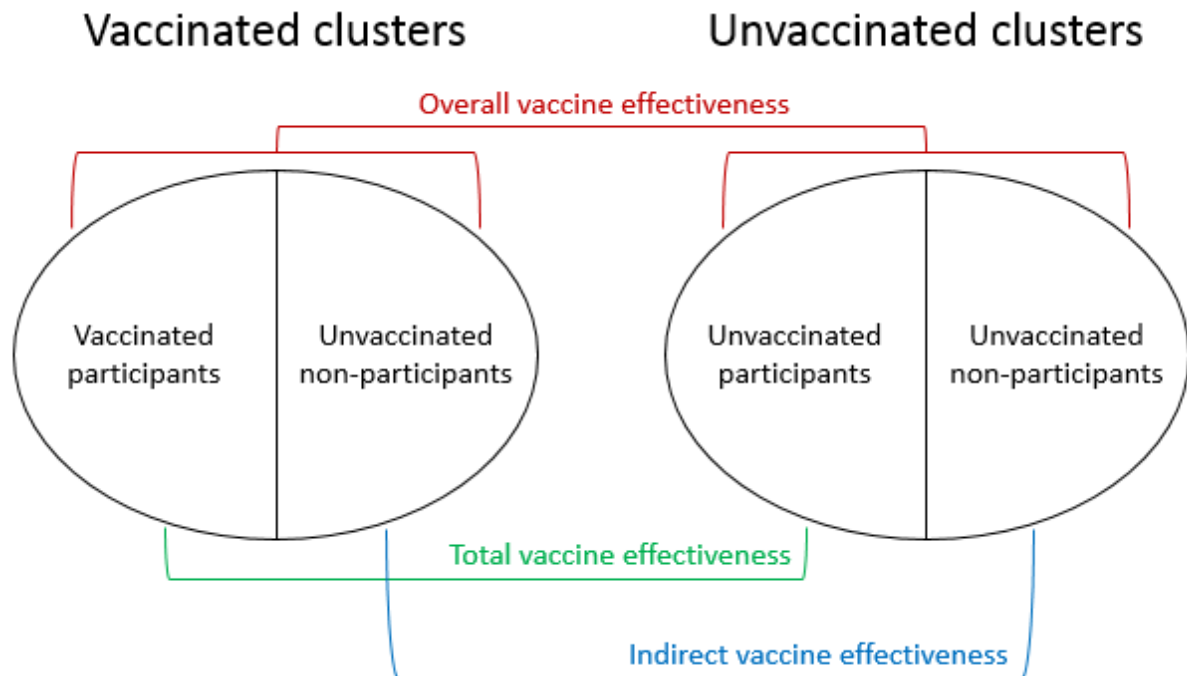 Vaccinated clusters
Unvaccinated clusters
Overall vaccine effectiveness
Vaccinated
participants
Unvaccinated
non-participants
Unvaccinated
participants
Unvaccinated
non-participants
Total vaccine effectiveness
Indirect vaccine effectiveness